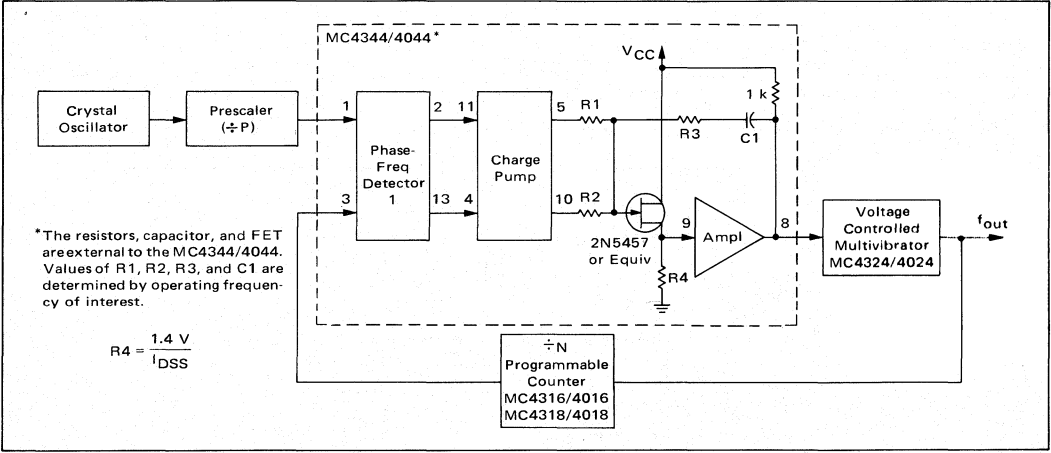 MC4344/4044*
VCC
1 k
Crystal
Oscillator
Prescaler
(÷P)
1
3
Phase-
Freq
Detector
1
2
11
13
4
Charge
Pump
5
R1
10
R2
R3
C1
2N5457
or Equiv
R4
9
Ampl
8
Voltage
Controlled
Multivibrator
MC4324/4024
fout
*The resistors, capacitor, and FET
are external to the MC4344/4044.
Values of R1, R2, R3, and C1 are
determined by operating frequen-
cy of interest.
R4 = 1.4 V
IDSS
÷N
Programmable
Counter
MC4316/4016
MC4318/4018